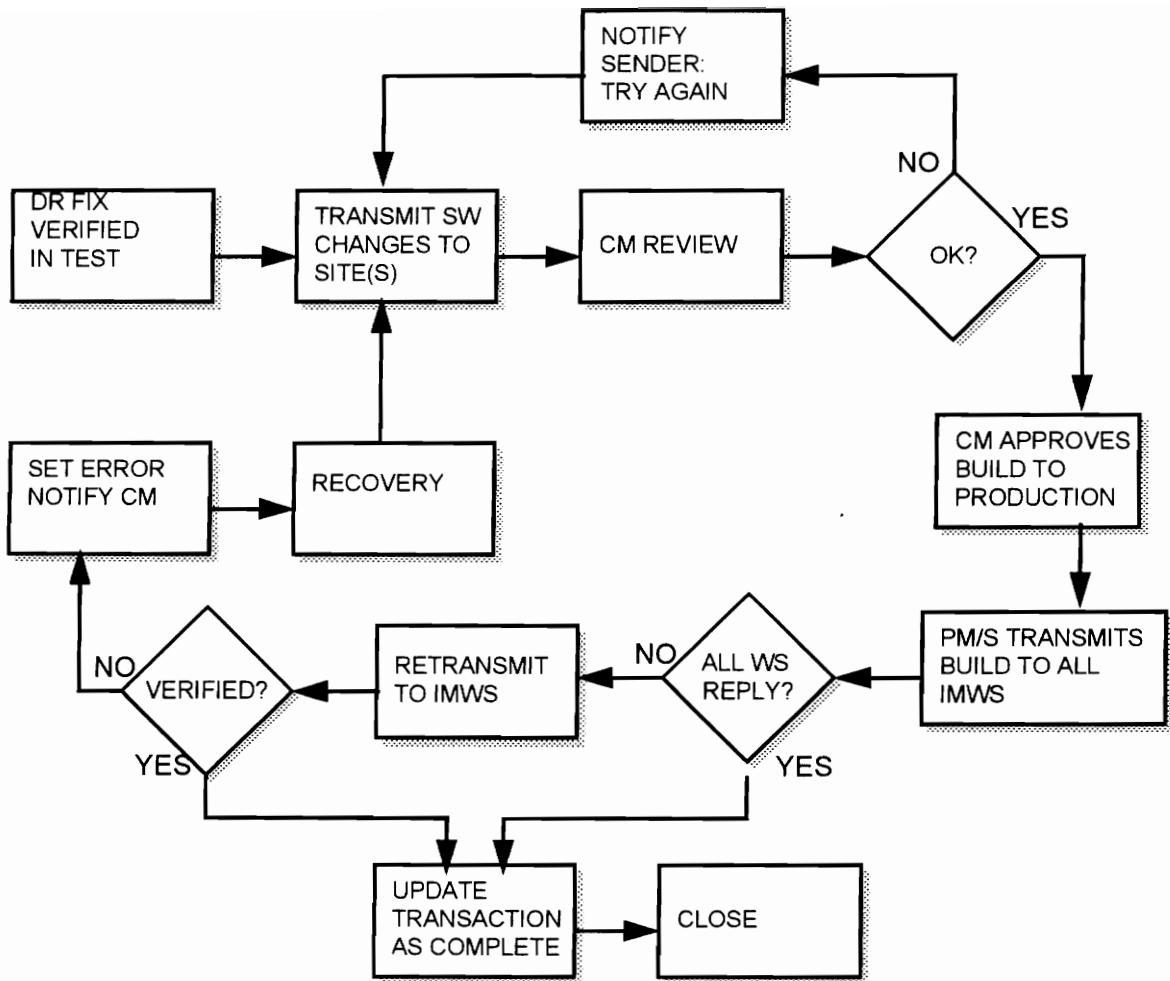 NOTIFY
SENDER:
TRY AGAIN
NO
YES
DR FIX
VERIFIED
IN TEST
TRANSMIT SW
CHANGES TO
SITE(S)
CM REVIEW
OK?
CM APPROVES
BUILD TO
PRODUCTION
SET ERROR
NOTIFY CM
RECOVERY
NO
VERIFIED?
YES
RETRANSMIT
TO IMWS
NO
ALL WS
REPLY?
YES
PM/S TRANSMITS
BUILD TO ALL
IMWS
UPDATE
TRANSACTION
AS COMPLETE
CLOSE